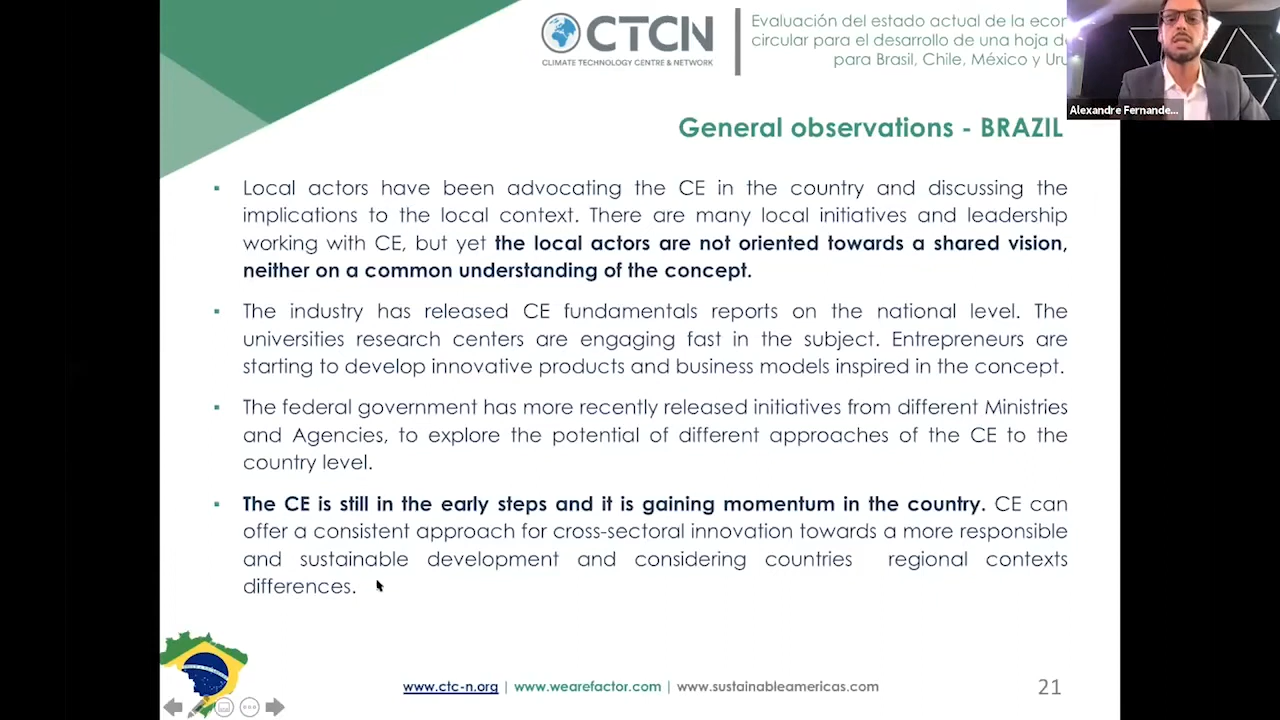 CTCN
CLIMATE TECHNOLOGY CENTRE & NETWORK
Evaluación del estado actual de la
circular para el desarrollo de una hoja
para Brasil, Chile, México y
Alexandre Fernande...
General observations - BRAZIL
▪ Local actors have been advocating the CE in the country and discussing the
implications to the local context. There are many local initiatives and leadership
working with CE, but yet the local actors are not oriented towards a shared vision,
neither on a common understanding of the concept.
▪ The industry has released CE fundamentals reports on the national level. The
universities research centers are engaging fast in the subject. Entrepreneurs are
starting to develop innovative products and business models inspired in the concept.
▪ The federal government has more recently released initiatives from different Ministries
and Agencies, to explore the potential of different approaches of the CE to the
country level.
▪ The CE is still in the early steps and it is gaining momentum in the country. CE can
offer a consistent approach for cross-sectoral innovation towards a more responsible
and sustainable development and considering countries regional contexts
differences.
www.ctc-n.org | www.wearefactor.com | www.sustainableamericas.com
21